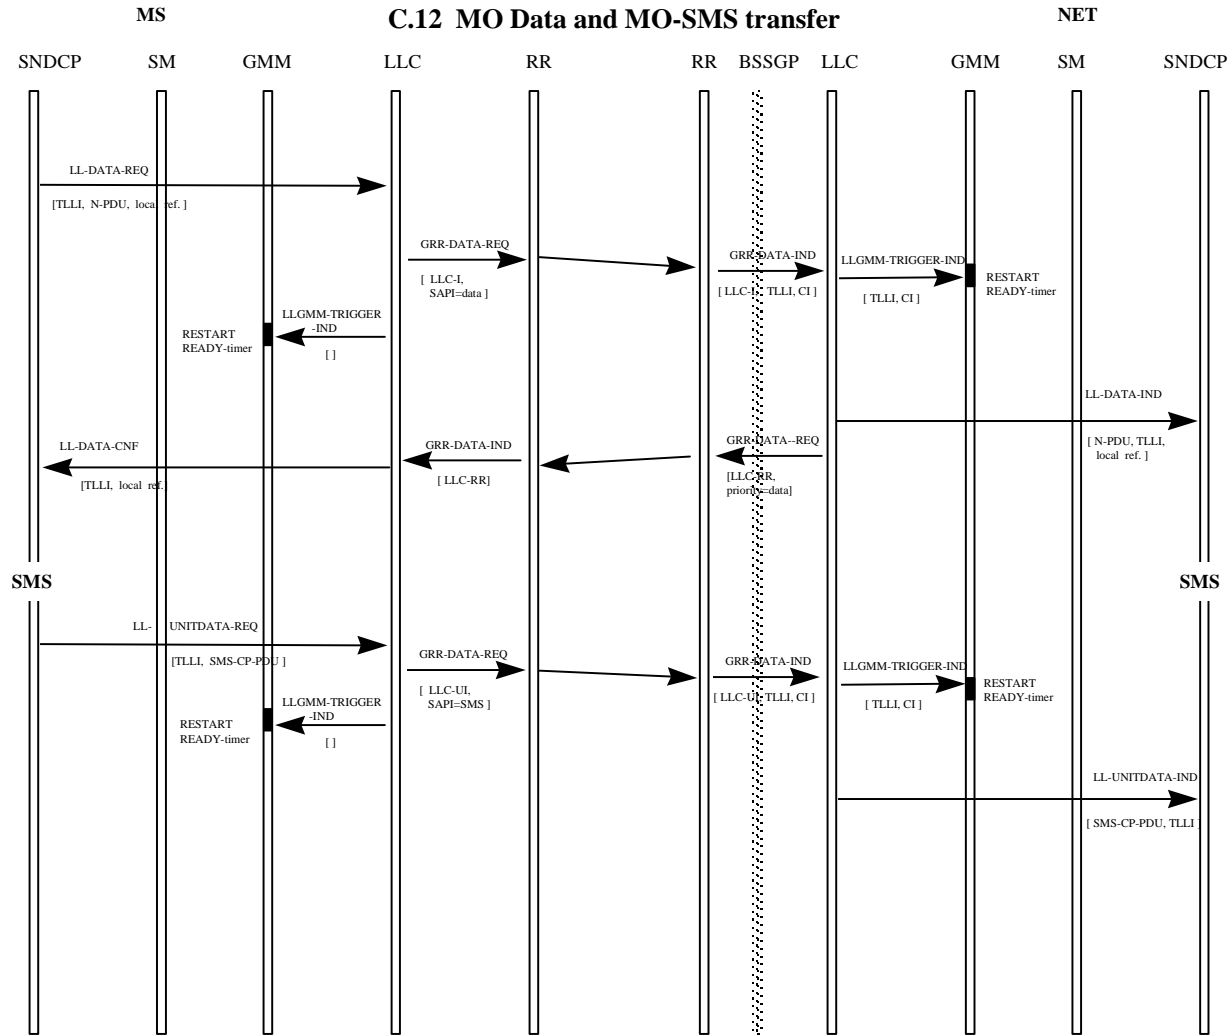 MS
C.12 MO Data and MO-SMS transfer
NET
SNDCP SM GMM LLC RR RR BSSGP LLC GMM SM SNDCP
LL-DATA-REQ
[TLLI, N-PDU, local ref. ]
GRR-DATA-REQ
[ LLC-I,
SAPI=data ]
GRR-DATA-IND
[ LLC-I, TLLI, CI ]
LLGMM-TRIGGER-IND
[ TLLI, CI ]
RESTART
READY-timer
LLGMM-TRIGGER
-IND
[ ]
RESTART
READY-timer
LL-DATA-IND
[ N-PDU, TLLI,
local ref. ]
GRR-DATA--REQ
[LLC-RR,
priority=data]
GRR-DATA-IND
[ LLC-RR]
LL-DATA-CNF
[TLLI, local ref.]
SMS
SMS
LL- UNITDATA-REQ
[TLLI, SMS-CP-PDU ]
GRR-DATA-REQ
[ LLC-UI,
SAPI=SMS ]
GRR-DATA-IND
[ LLC-UI, TLLI, CI ]
LLGMM-TRIGGER-IND
[ TLLI, CI ]
RESTART
READY-timer
LLGMM-TRIGGER
-IND
[ ]
RESTART
READY-timer
LL-UNITDATA-IND
[ SMS-CP-PDU, TLLI ]